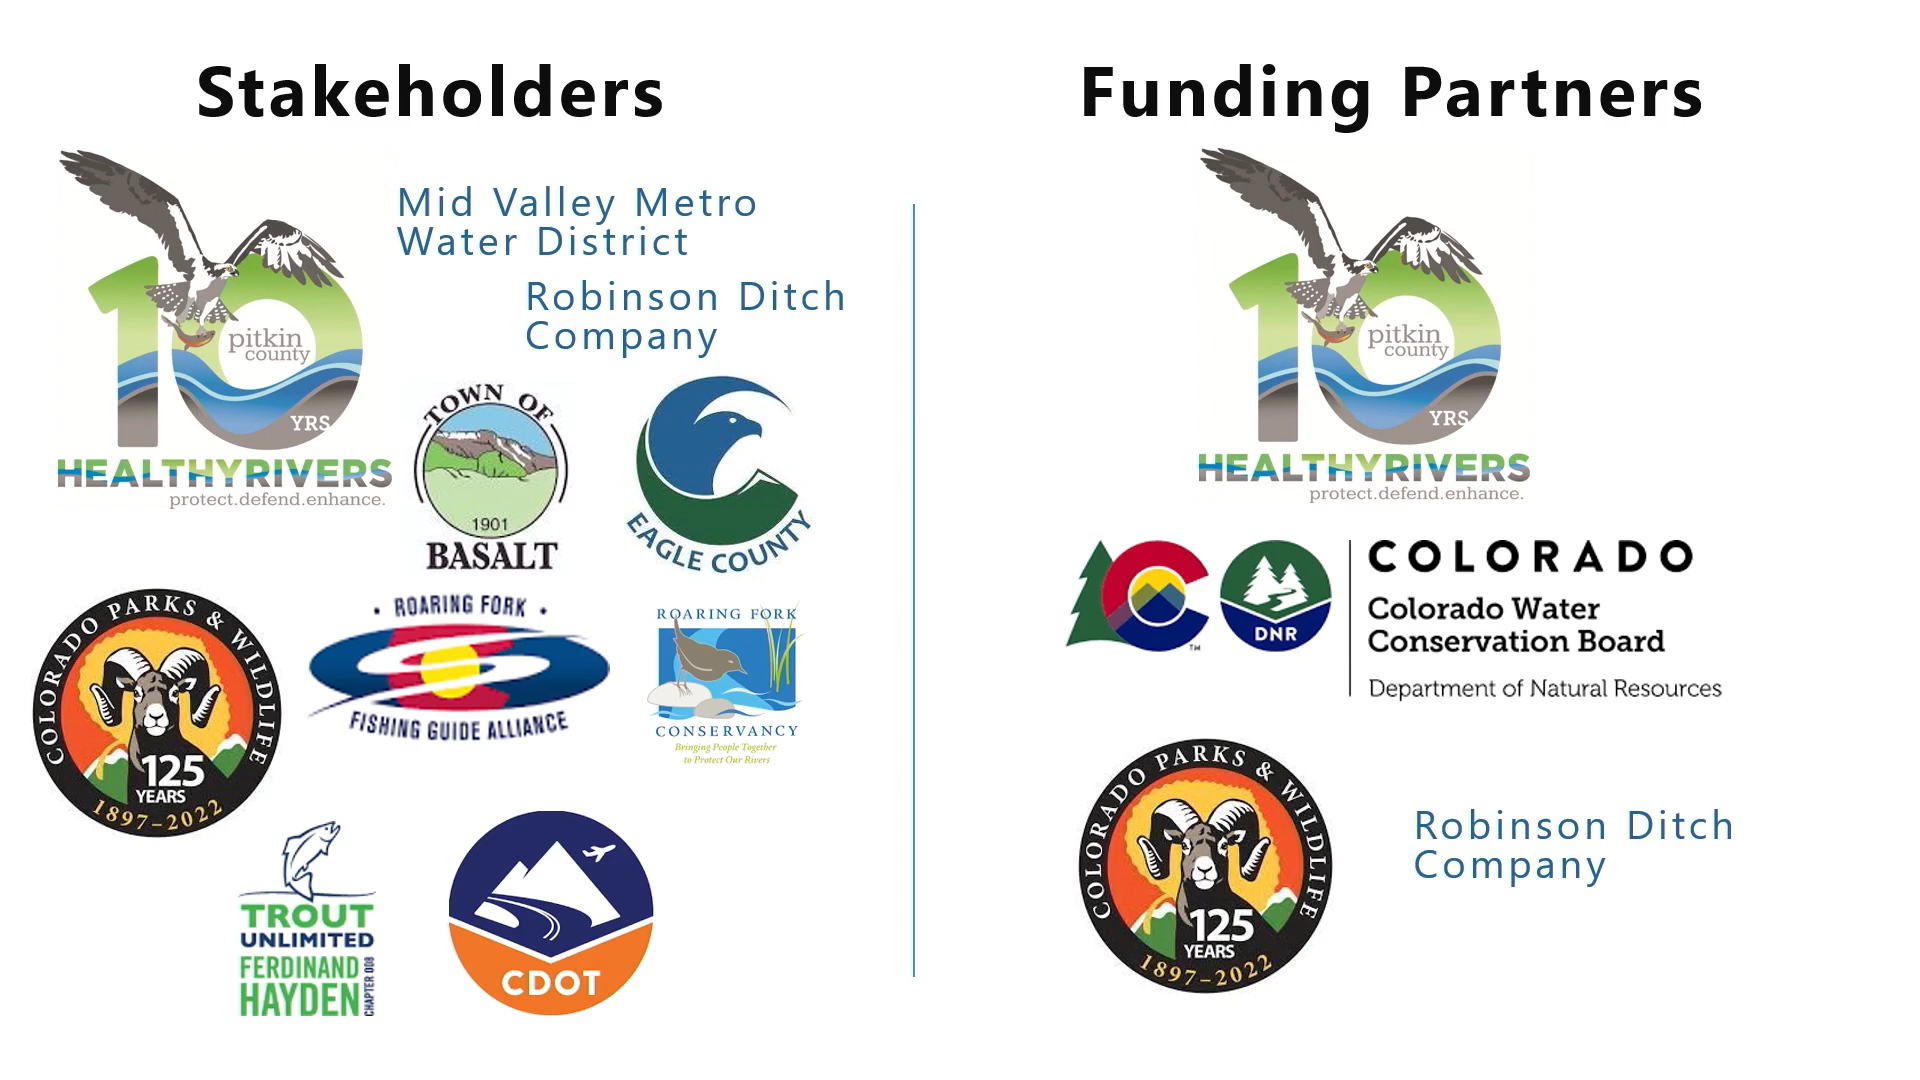 Stakeholders
Mid Valley Metro
Water District
Robinson Ditch
Company
10
pitkin
county
YRS
HEALTHYRIVERS
protect.defend.enhance.
TOWN OF
1901
BASALT
EAGLE COUNTY
COLORADO PARKS & WILDLIFE
125
YEARS
1897–2022
• ROARING FORK •
FISHING GUIDE ALLIANCE
ROARING FORK
CONSERVANCY
Bringing People Together
to Protect Our Rivers
TROUT
UNLIMITED
FERDINAND
HAYDEN
CHAPTER 008
CDOT
Funding Partners
10
pitkin
county
YRS
HEALTHYRIVERS
protect.defend.enhance.
C
TM
DNR
COLORADO
Colorado Water
Conservation Board
Department of Natural Resources
COLORADO PARKS & WILDLIFE
125
YEARS
1897–2022
Robinson Ditch
Company